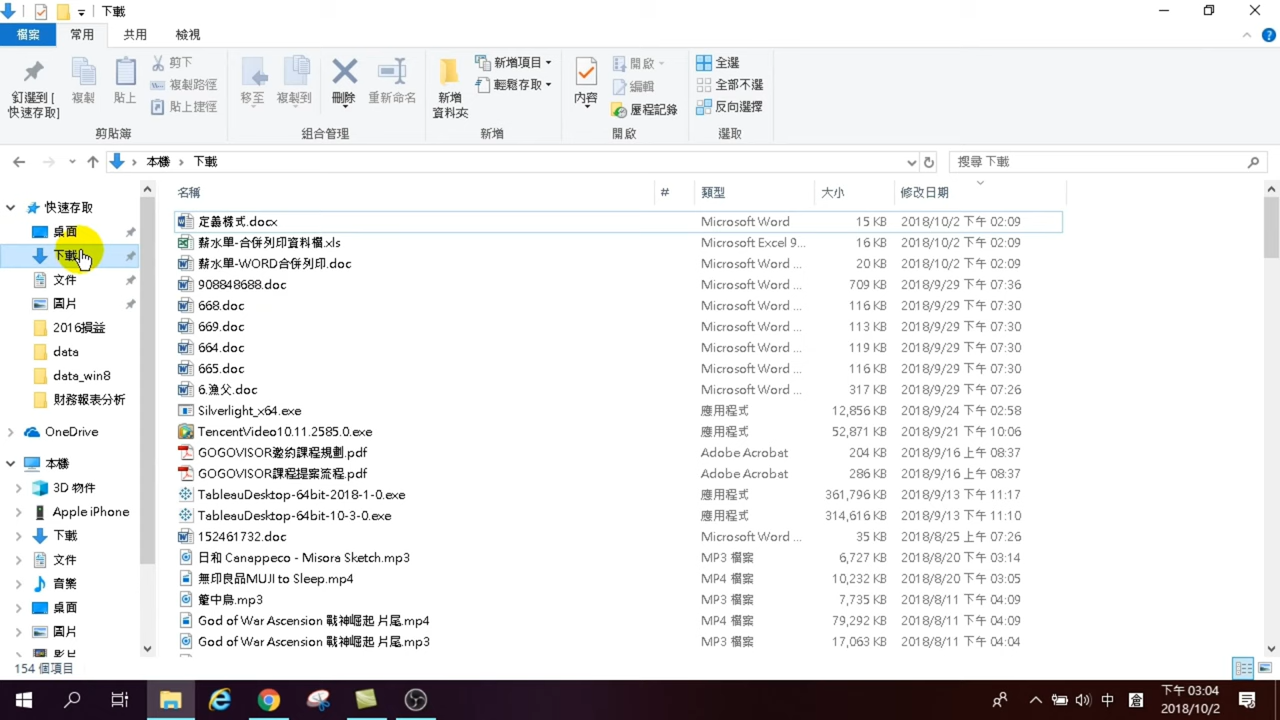 下載
檔案 常用 共用 檢視
釘選到 [快速存取]
複製
貼上
剪下
複製路徑
貼上捷徑
剪貼簿
移至
複製到
刪除
重新命名
組合管理
新增資料夾
新增項目
輕鬆存取
新增
內容
開啟
編輯
歷程記錄
開啟
全選
全部不選
反向選擇
選取
本機 下載
搜尋 下載
快速存取
桌面
下載
文件
圖片
2016損益
data
data_win8
財務報表分析
OneDrive
本機
3D 物件
Apple iPhone
下載
文件
音樂
桌面
圖片
影片
名稱 # 類型 大小 修改日期
定義樣式.docx Microsoft Word 15 KB 2018/10/2 下午 02:09
薪水單-合併列印資料檔.xls Microsoft Excel 9... 16 KB 2018/10/2 下午 02:09
薪水單-WORD合併列印.doc Microsoft Word ... 20 KB 2018/10/2 下午 02:09
908848688.doc Microsoft Word ... 709 KB 2018/9/29 下午 07:36
668.doc Microsoft Word ... 116 KB 2018/9/29 下午 07:30
669.doc Microsoft Word ... 113 KB 2018/9/29 下午 07:30
664.doc Microsoft Word ... 119 KB 2018/9/29 下午 07:30
665.doc Microsoft Word ... 116 KB 2018/9/29 下午 07:30
6.漁父.doc Microsoft Word ... 317 KB 2018/9/29 下午 07:26
Silverlight_x64.exe 應用程式 12,856 KB 2018/9/24 下午 02:58
TencentVideo10.11.2585.0.exe 應用程式 52,871 KB 2018/9/21 下午 10:06
GOGOVISOR邀約課程規劃.pdf Adobe Acrobat 204 KB 2018/9/16 上午 08:37
GOGOVISOR課程提案流程.pdf Adobe Acrobat 286 KB 2018/9/16 上午 08:37
TableauDesktop-64bit-2018-1-0.exe 應用程式 361,796 KB 2018/9/13 下午 11:17
TableauDesktop-64bit-10-3-0.exe 應用程式 314,616 KB 2018/9/13 下午 11:10
152461732.doc Microsoft Word ... 35 KB 2018/8/25 上午 07:26
日和 Canappeco - Misora Sketch.mp3 MP3 檔案 6,727 KB 2018/8/20 下午 03:14
無印良品MUJI to Sleep.mp4 MP4 檔案 10,232 KB 2018/8/20 下午 03:05
籠中鳥.mp3 MP3 檔案 7,735 KB 2018/8/11 下午 04:09
God of War Ascension 戰神崛起 片尾.mp4 MP4 檔案 79,292 KB 2018/8/11 下午 04:09
God of War Ascension 戰神崛起 片尾.mp3 MP3 檔案 17,063 KB 2018/8/11 下午 04:04
154 個項目
中
下午 03:04
2018/10/2